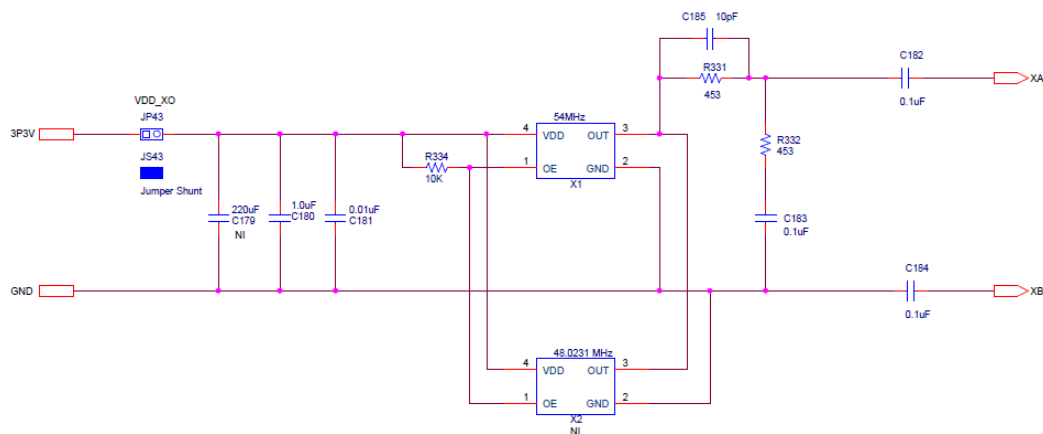 C185 10pF
R331
453
C182
0.1uF
XA
VDD_XO
JP43
3P3V
JS43
Jumper Shunt
54MHz
4 VDD OUT 3
1 OE GND 2
X1
R334
10K
R332
453
220uF
C179
NI
1.0uF
C180
0.01uF
C181
C183
0.1uF
GND
C184
0.1uF
XB
48.0231 MHz
4 VDD OUT 3
1 OE GND 2
X2
NI